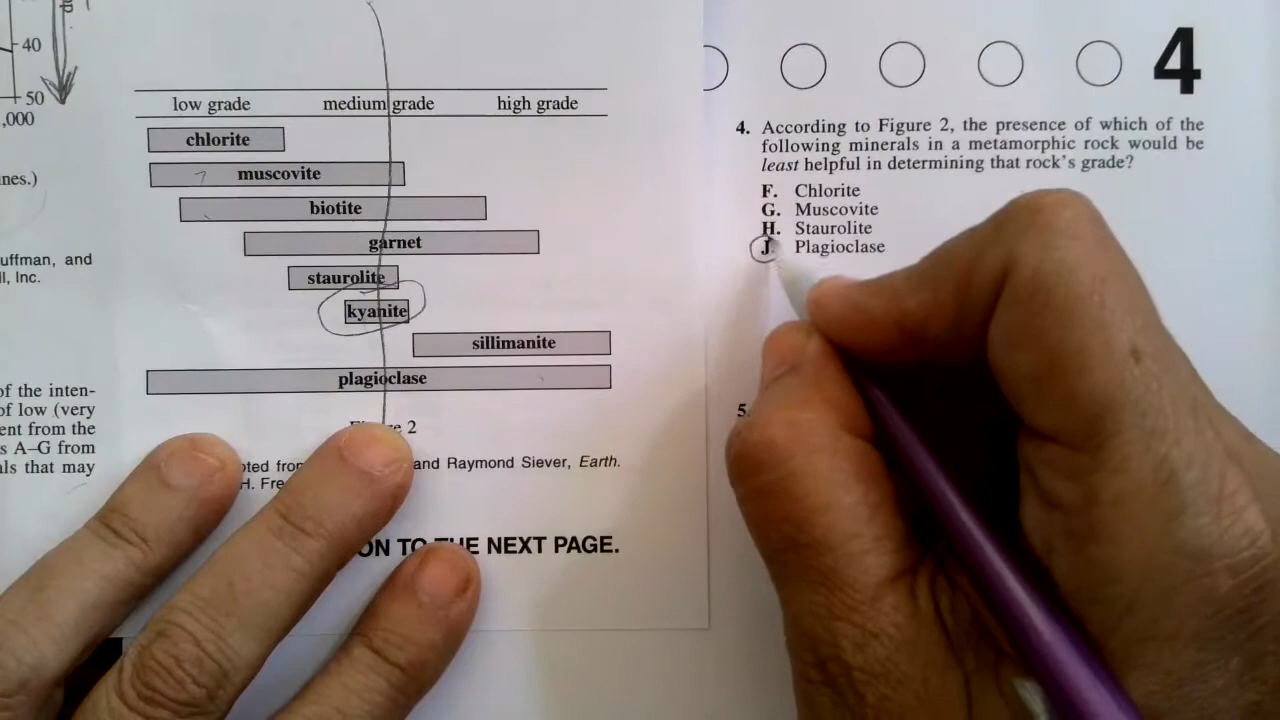 40
50
,000
nes.)
uffman, and
ll, Inc.
of the inten-
of low (very
ent from the
s A–G from
als that may
low grade medium grade high grade
chlorite
muscovite
biotite
garnet
staurolite
kyanite
sillimanite
plagioclase
2
and Raymond Siever, Earth.
H. Fre
ON TO THE NEXT PAGE.
4
4. According to Figure 2, the presence of which of the
following minerals in a metamorphic rock would be
least helpful in determining that rock's grade?
F. Chlorite
G. Muscovite
H. Staurolite
J. Plagioclase
5.